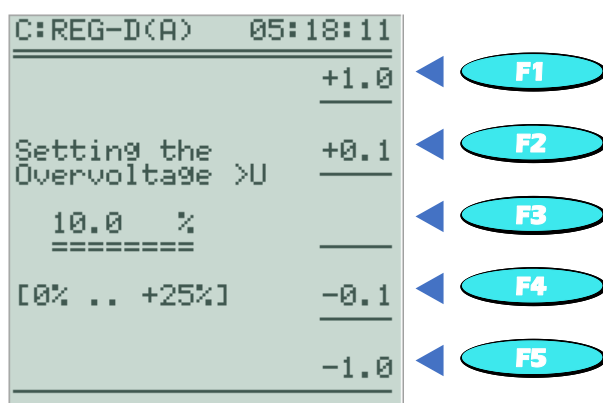 C:REG-D(A) 05:18:11
+1.0 F1
Setting the +0.1 F2
Overvoltage >U
10.0 % F3
========
[0% .. +25%] -0.1 F4
-1.0 F5